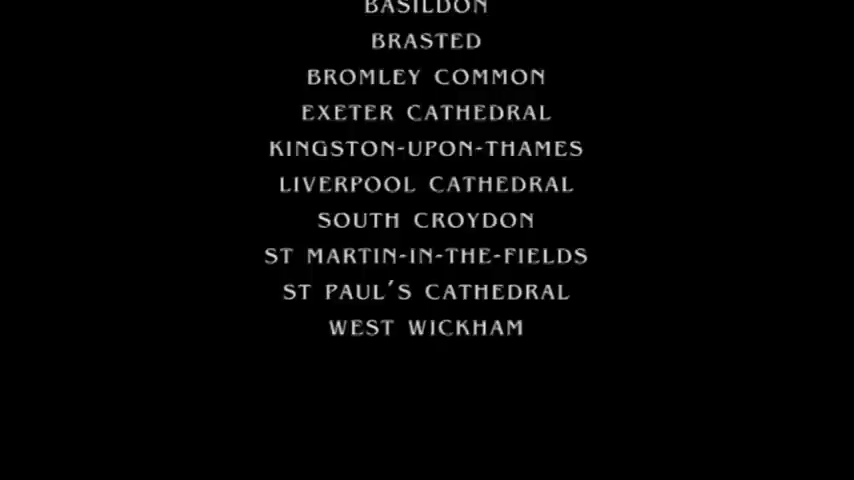 BASILDON
BRASTED
BROMLEY COMMON
EXETER CATHEDRAL
KINGSTON-UPON-THAMES
LIVERPOOL CATHEDRAL
SOUTH CROYDON
ST MARTIN-IN-THE-FIELDS
ST PAUL'S CATHEDRAL
WEST WICKHAM